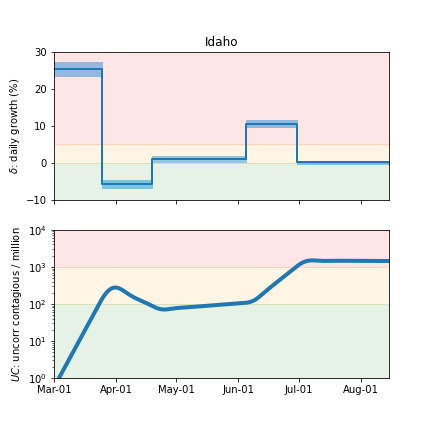 Idaho
δ: daily growth (%)
30
20
10
0
−10
UC: uncorr contagious / million
10⁴
10³
10²
10¹
10⁰
Mar-01 Apr-01 May-01 Jun-01 Jul-01 Aug-01